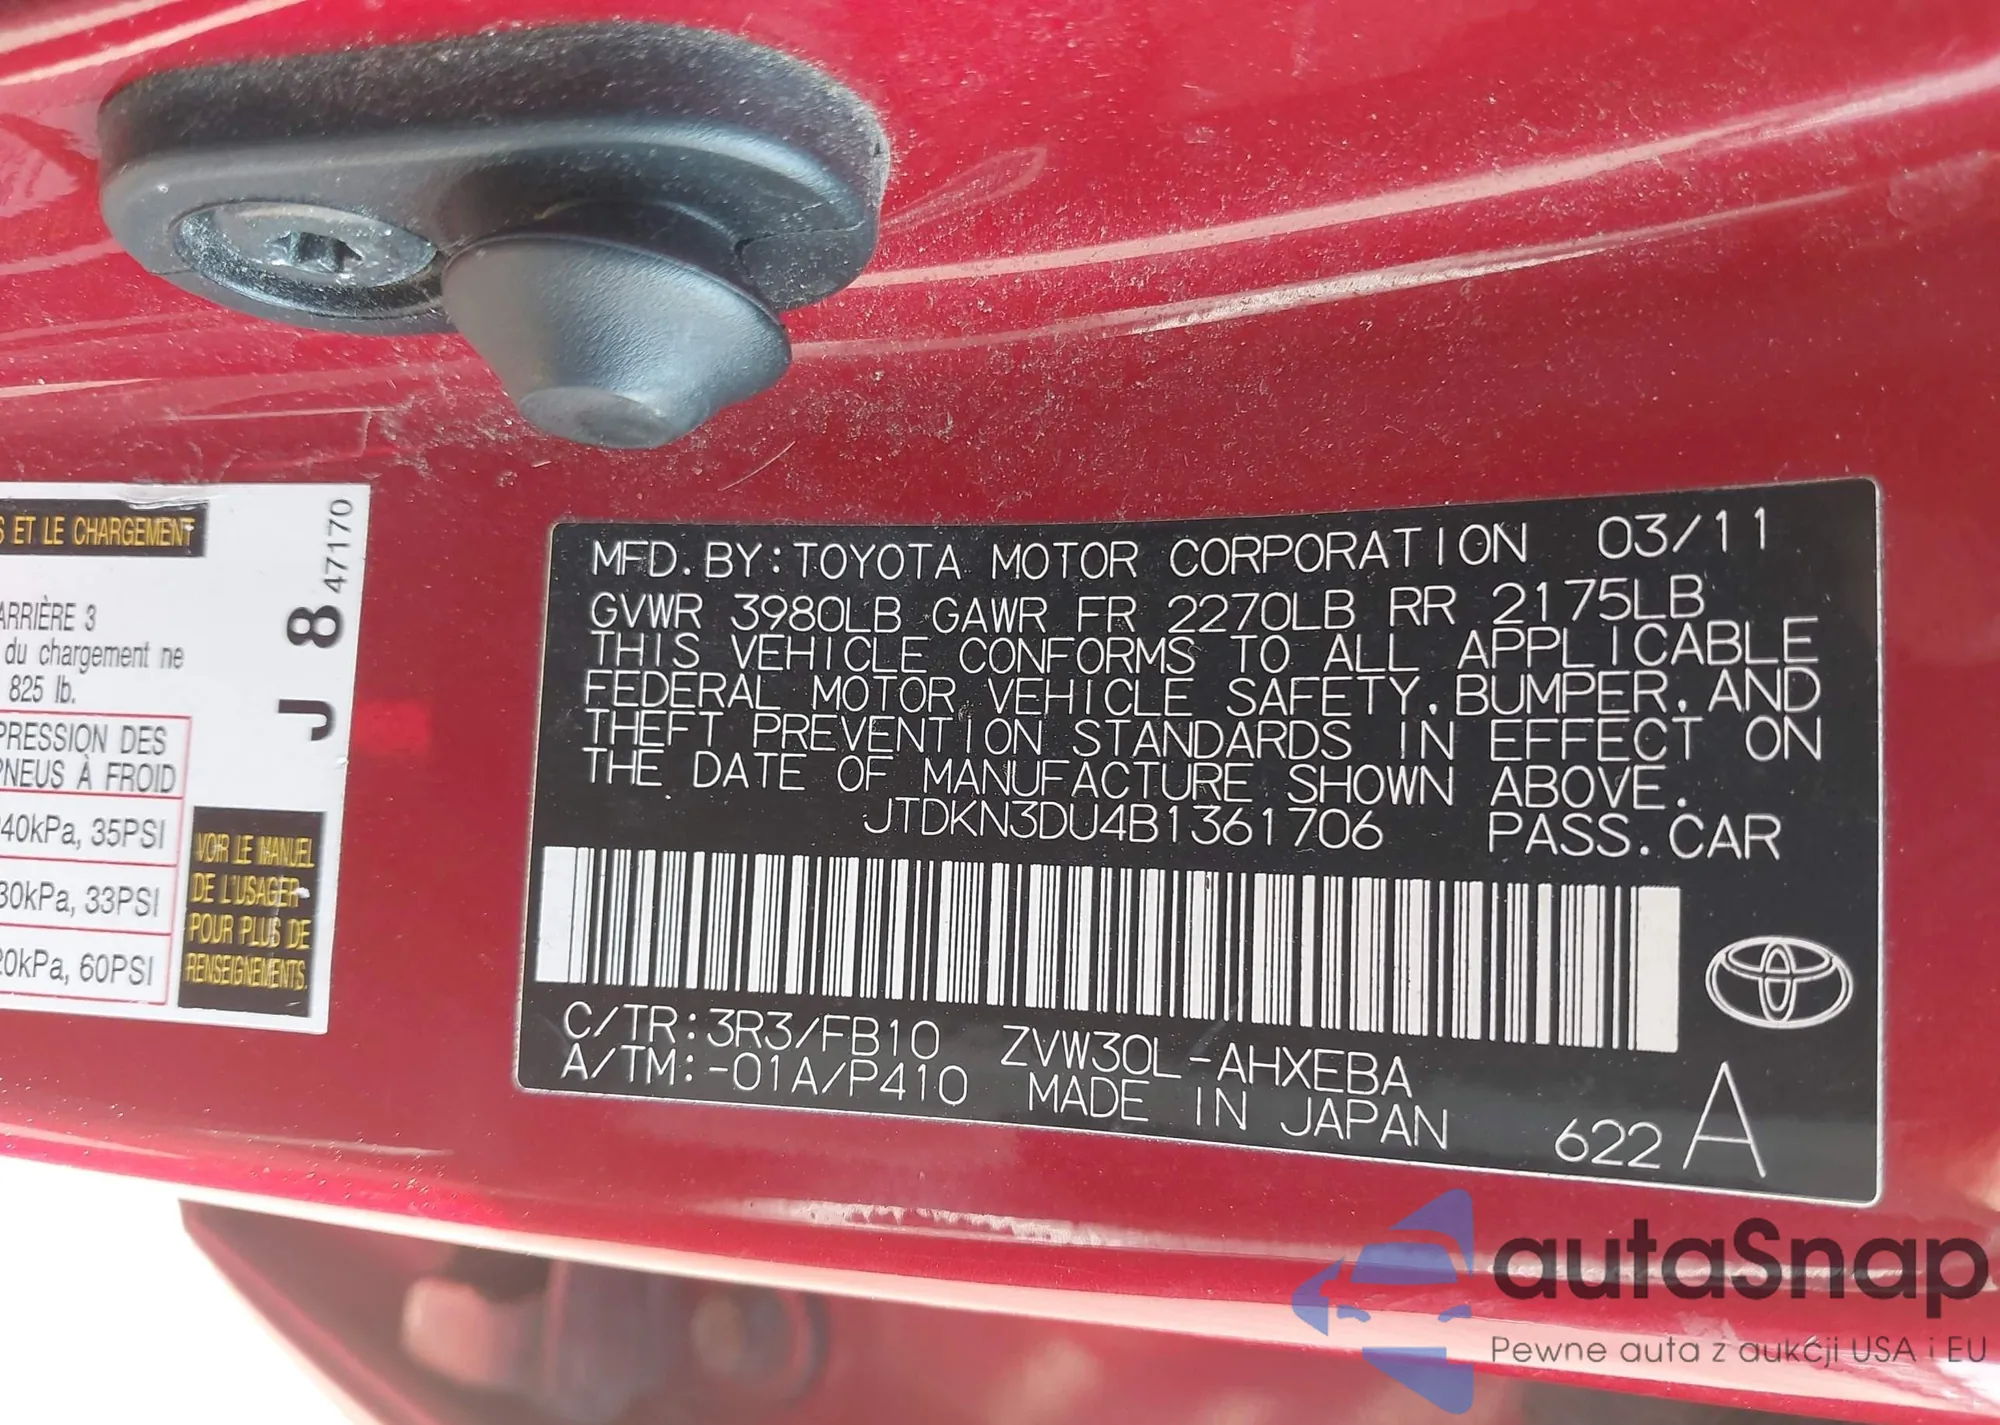 S ET LE CHARGEMENT
ARRIÈRE 3
du chargement ne
825 lb.
PRESSION DES
PNEUS À FROID
40kPa, 35PSI
30kPa, 33PSI
20kPa, 60PSI
J 8 47170
VOIR LE MANUEL
DE L'USAGER
POUR PLUS DE
RENSEIGNEMENTS.
MFD. BY:TOYOTA MOTOR CORPORATION 03/11
GVWR 3980LB GAWR FR 2270LB RR 2175LB
THIS VEHICLE CONFORMS TO ALL APPLICABLE
FEDERAL MOTOR VEHICLE SAFETY, BUMPER, AND
THEFT PREVENTION STANDARDS IN EFFECT ON
THE DATE OF MANUFACTURE SHOWN ABOVE.
JTDKN3DU4B1361706 PASS. CAR
C/TR:3R3/FB10 ZVW30L-AHXEBA
A/TM:-01A/P410 MADE IN JAPAN 622 A
autaSnap
Pewne auta z aukcji USA i EU